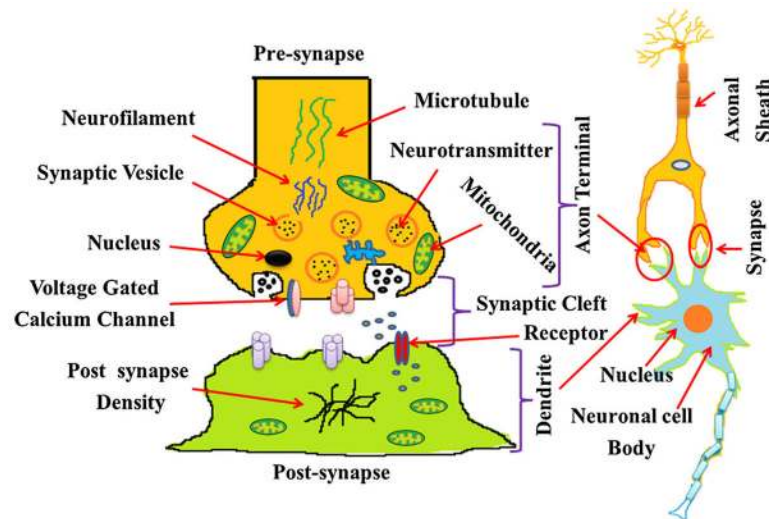 Pre-synapse
Neurofilament
Microtubule
Synaptic Vesicle
Neurotransmitter
Mitochondria
Nucleus
Voltage Gated
Calcium Channel
Synaptic Cleft
Receptor
Post synapse
Density
Post-synapse
Axon Terminal
Dendrite
Axonal
Sheath
Synapse
Nucleus
Neuronal cell
Body